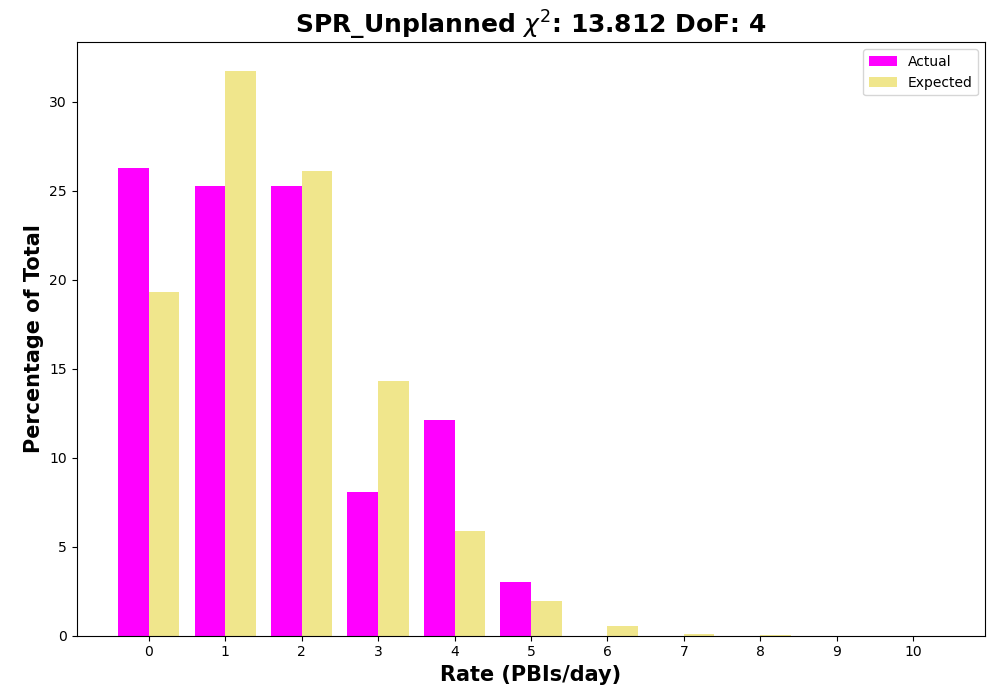 SPR_Unplanned χ²: 13.812 DoF: 4
Actual
Expected
Percentage of Total
30
25
20
15
10
5
0
0 1 2 3 4 5 6 7 8 9 10
Rate (PBIs/day)